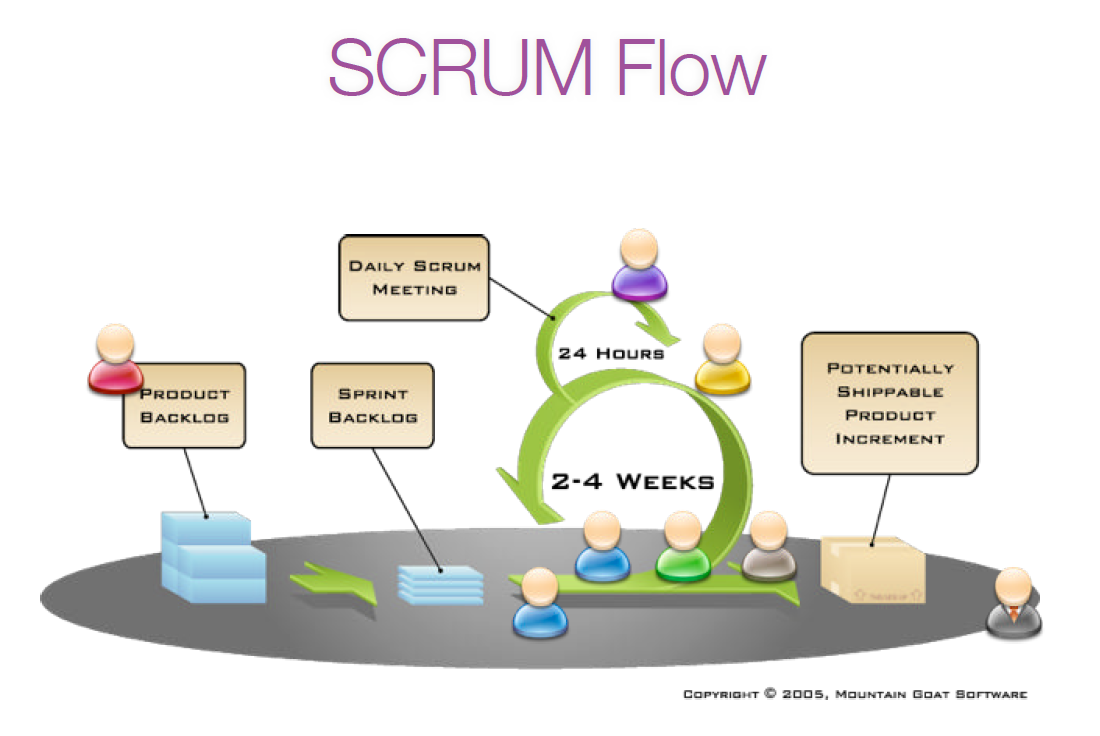 SCRUM Flow
DAILY SCRUM
MEETING
24 HOURS
PRODUCT
BACKLOG
SPRINT
BACKLOG
POTENTIALLY
SHIPPABLE
PRODUCT
INCREMENT
2-4 WEEKS
COPYRIGHT © 2005, MOUNTAIN GOAT SOFTWARE